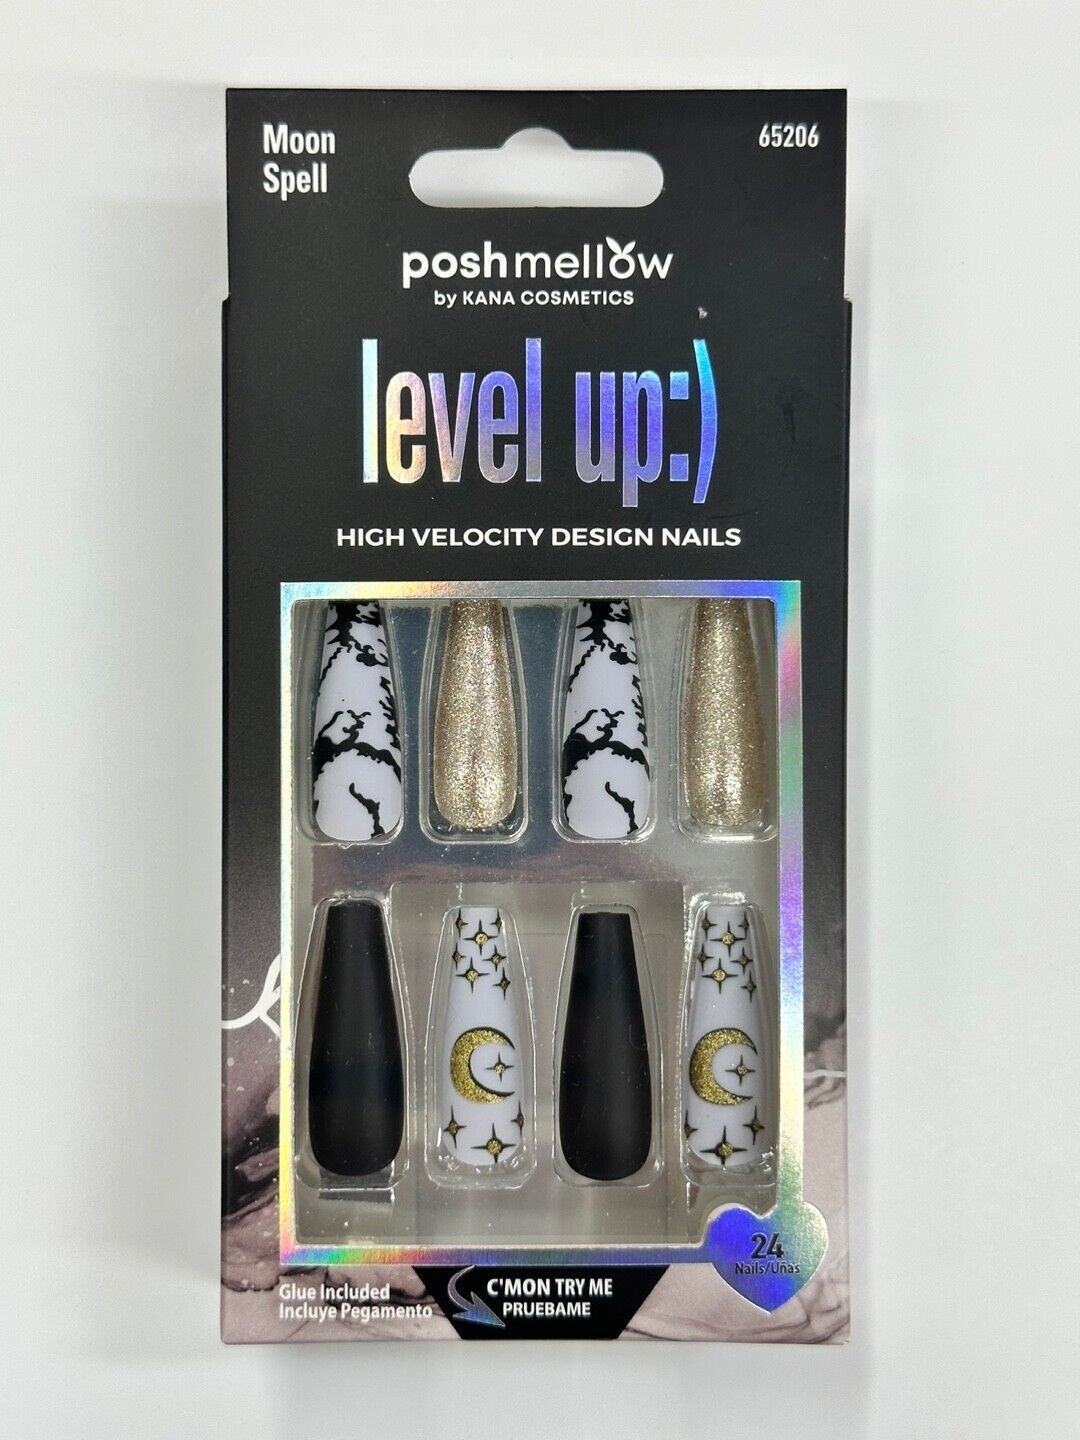 Moon
Spell
65206
poshmellow
by KANA COSMETICS
level up:)
HIGH VELOCITY DESIGN NAILS
24
Nails/Uñas
Glue Included
Incluye Pegamento
C'MON TRY ME
PRUEBAME